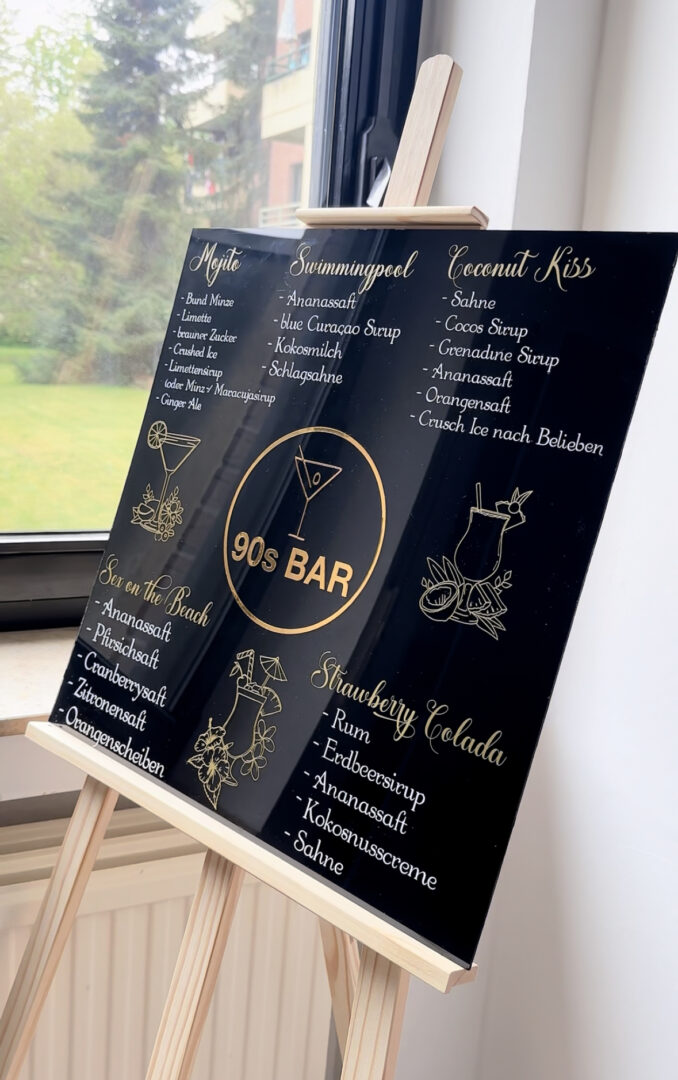 Mojito
- Bund Minze
- Limette
- brauner Zucker
- Crushed Ice
- Limettensirup
(oder Minz-/ Maracujasirup
- Ginger Ale
Swimmingpool
- Ananassaft
- blue Curaçao Sirup
- Kokosmilch
- Schlagsahne
Coconut Kiss
- Sahne
- Cocos Sirup
- Grenadine Sirup
- Ananassaft
- Orangensaft
- Crusch Ice nach Belieben
90s BAR
Sex on the Beach
- Ananassaft
- Pfirsichsaft
- Cranberrysaft
- Zitronensaft
- Orangenscheiben
Strawberry Colada
- Rum
- Erdbeersirup
- Ananassaft
- Kokosnusscreme
- Sahne